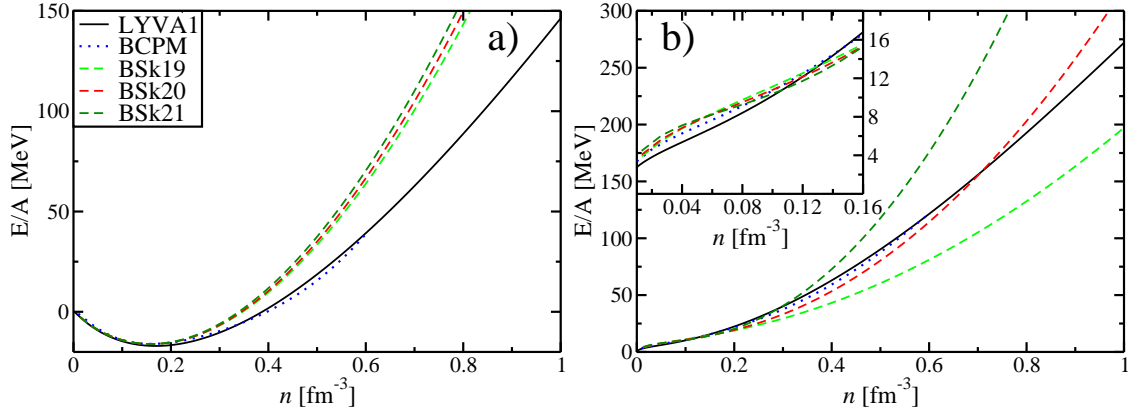 LYVA1
BCPM
BSk19
BSk20
BSk21
a)
150
100
50
0
E/A [MeV]
0 0.2 0.4 0.6 0.8 1
n [fm-3]
b)
300
250
200
150
100
50
0
E/A [MeV]
0 0.2 0.4 0.6 0.8 1
n [fm-3]
16
12
8
4
0.04 0.08 0.12 0.16
n [fm-3]